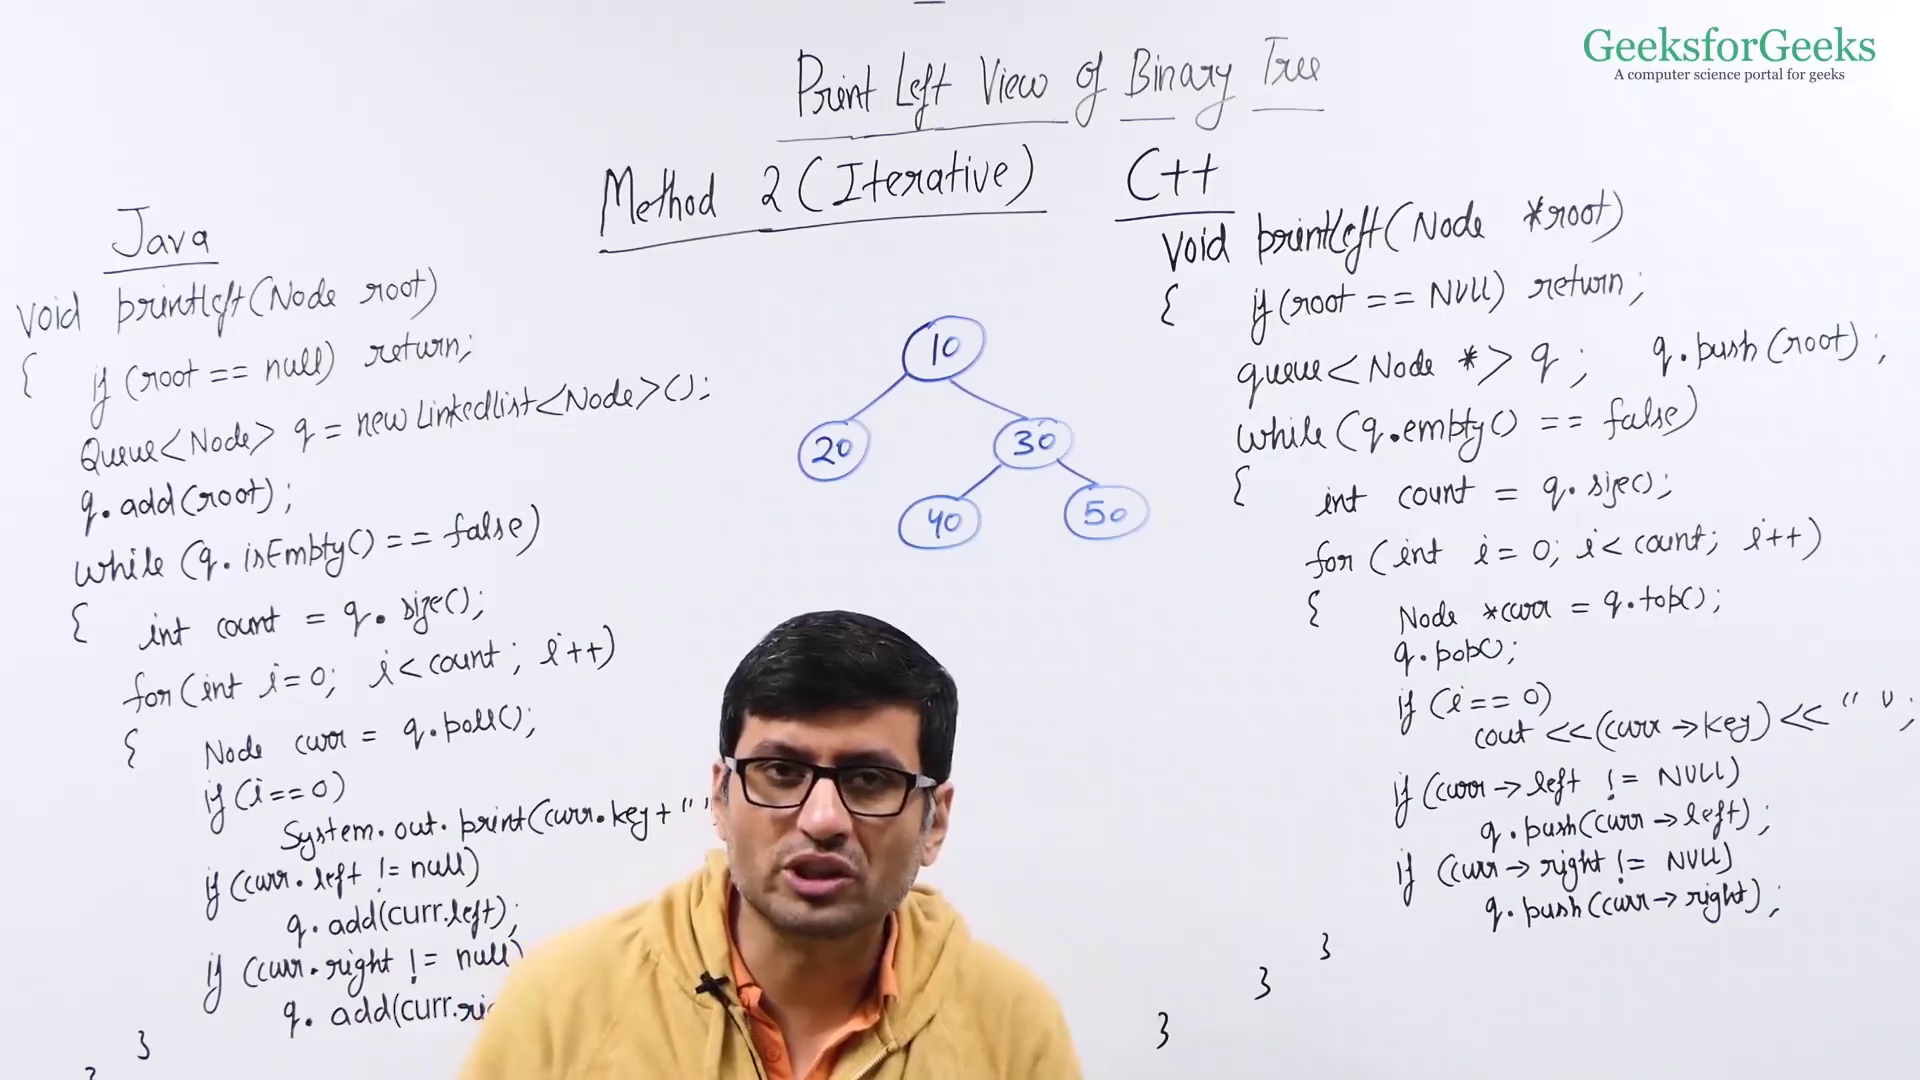 GeeksforGeeks
A computer science portal for geeks
Print Left View of Binary Tree
Method 2 (Iterative)
Java
void printLeft(Node root)
{ if (root == null) return;
Queue<Node> q = new LinkedList<Node>();
q.add(root);
while (q.isEmpty() == false)
{ int count = q.size();
for (int i=0; i<count; i++)
{ Node curr = q.poll();
if (i==0)
System.out.print(curr.key+" "
if (curr.left != null)
q.add(curr.left);
if (curr.right != null)
q.add(curr.
}
10
20
30
40
50
C++
void printLeft(Node *root)
{ if (root == NULL) return;
queue<Node *> q; q.push(root);
while (q.empty() == false)
{ int count = q.size();
for (int i = 0; i<count; i++)
{ Node *curr = q.top();
q.pop();
if (i == 0)
cout <<(curr->key)<< " ";
if (curr->left != NULL)
q.push(curr->left);
if (curr->right != NULL)
q.push(curr->right);
}
}
}